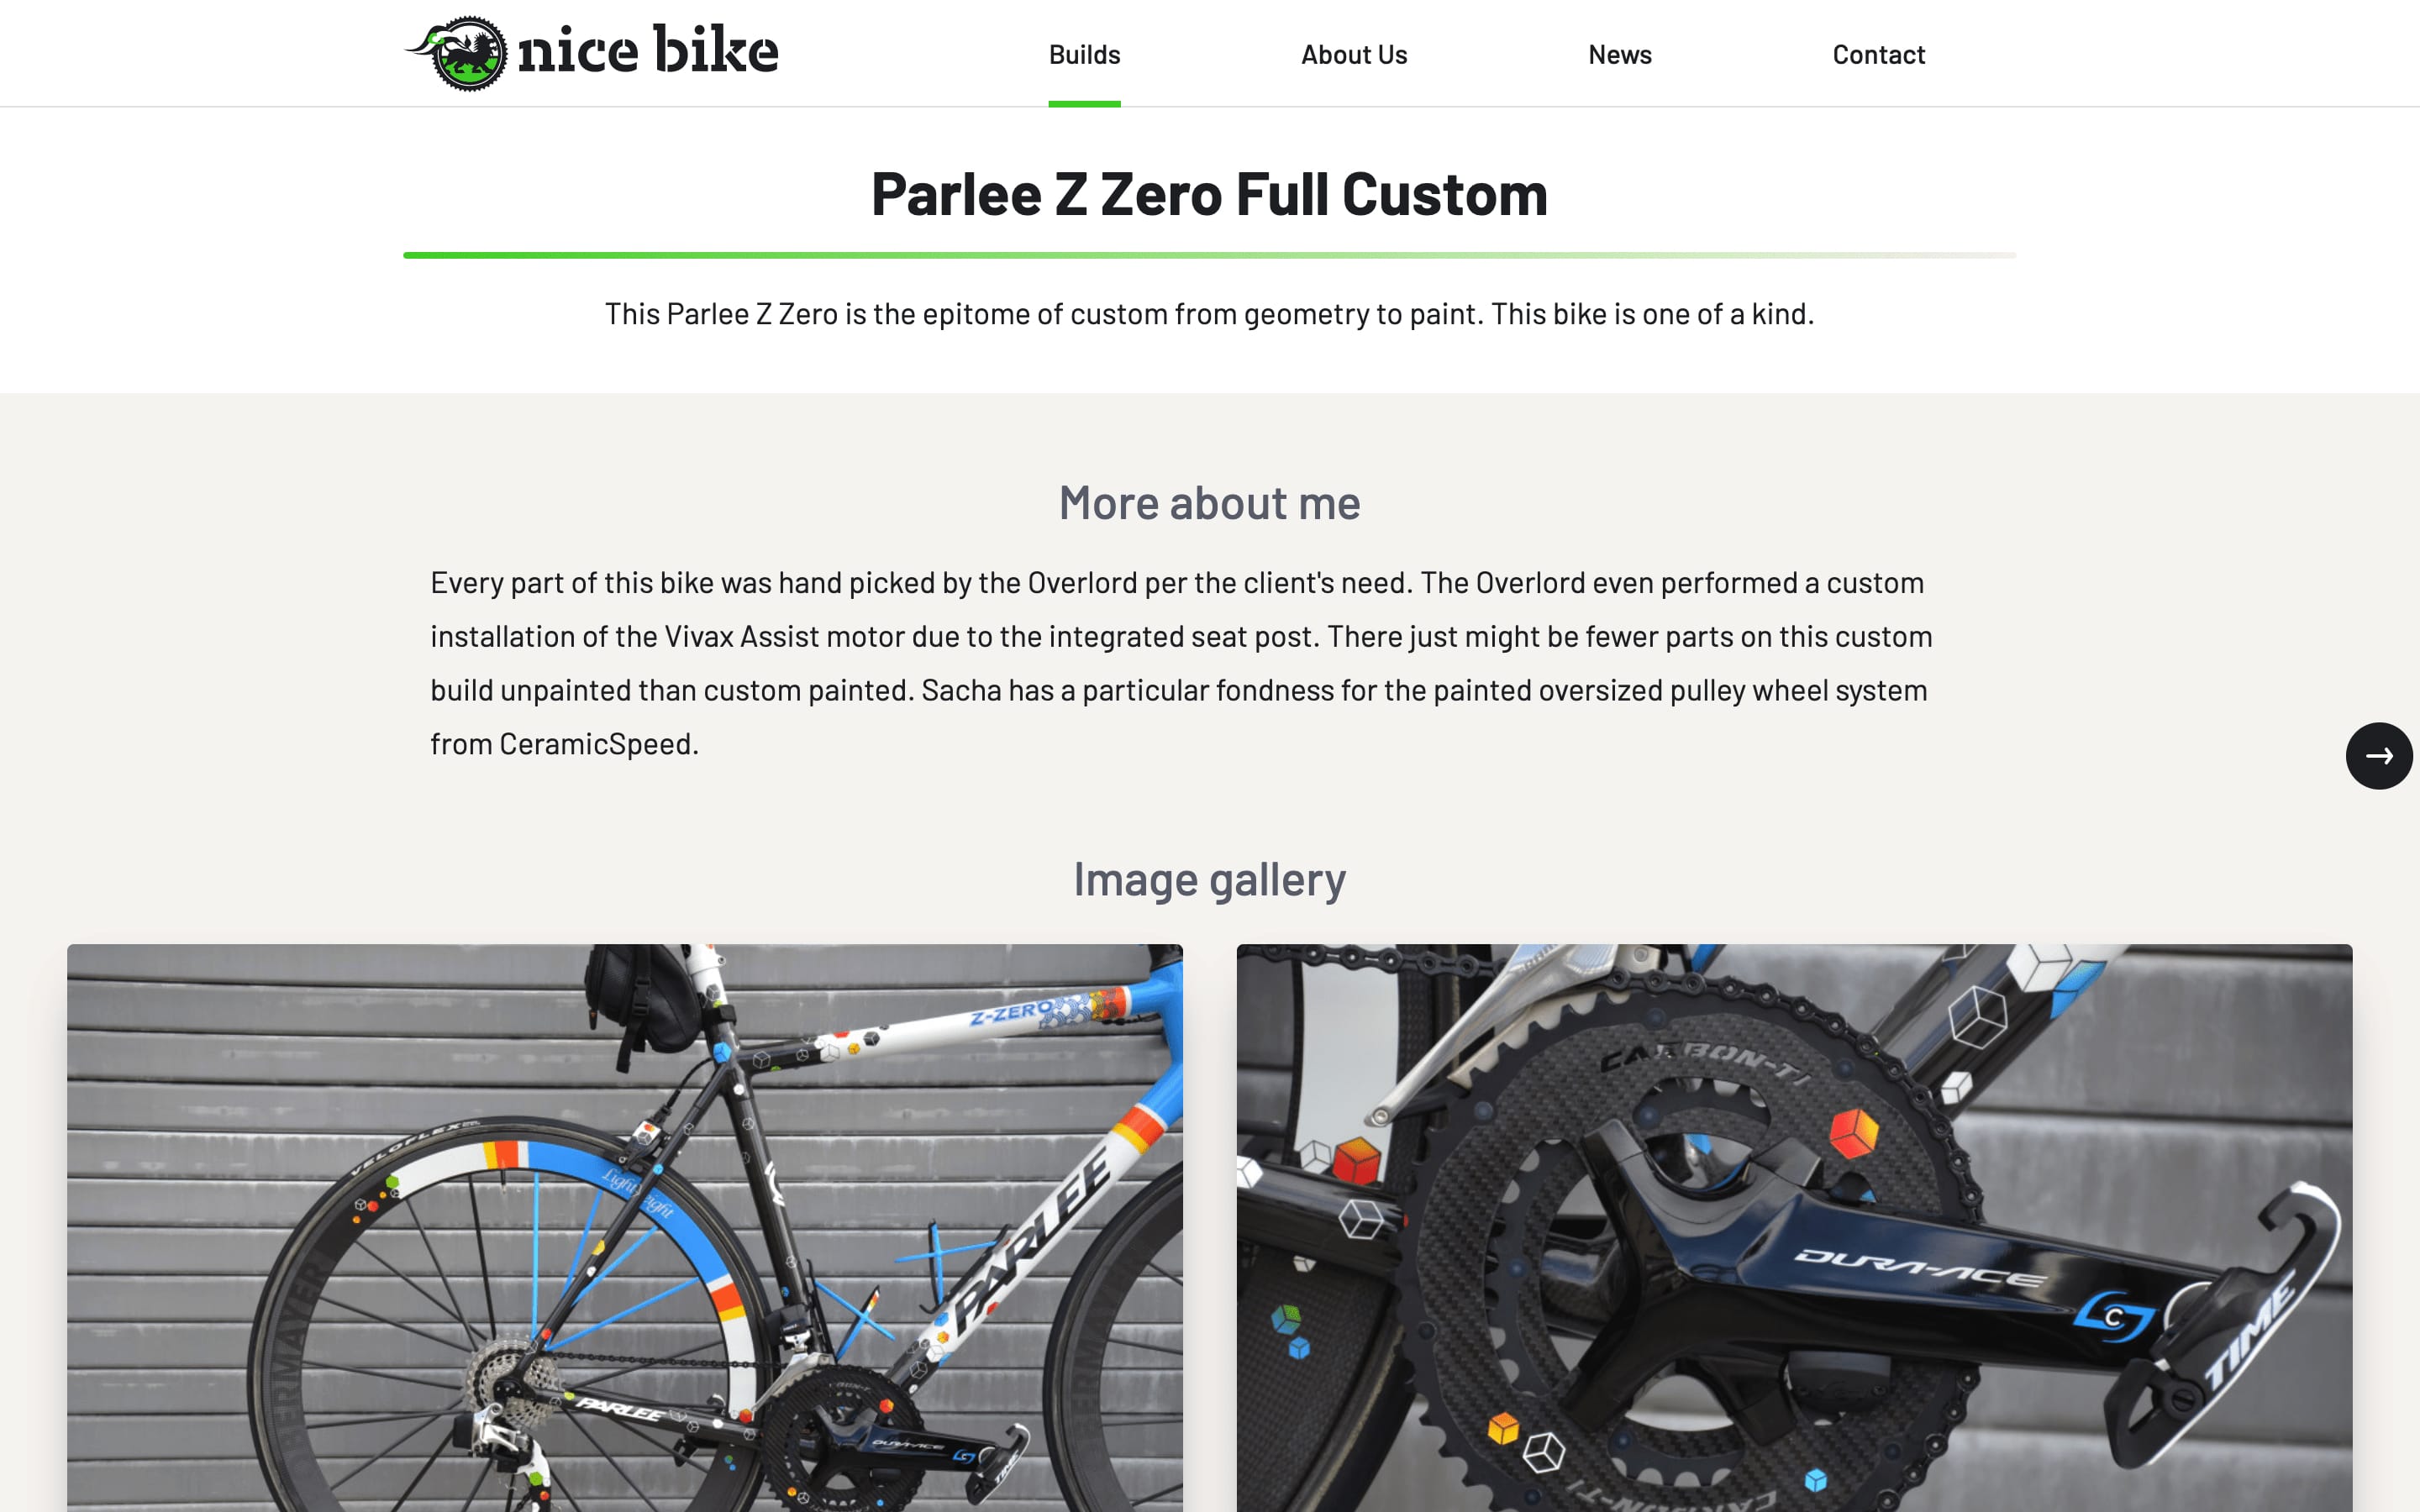 nice bike
Builds
About Us
News
Contact
Parlee Z Zero Full Custom
This Parlee Z Zero is the epitome of custom from geometry to paint. This bike is one of a kind.
More about me
Every part of this bike was hand picked by the Overlord per the client's need. The Overlord even performed a custom
installation of the Vivax Assist motor due to the integrated seat post. There just might be fewer parts on this custom
build unpainted than custom painted. Sacha has a particular fondness for the painted oversized pulley wheel system
from CeramicSpeed.
Image gallery
Z-ZERO
VELOFLEX
Lightweight
PARLEE
PARLEE
DURA-ACE
TIME
CARBON-TI
DURA-ACE
TIME
CARBON-TI